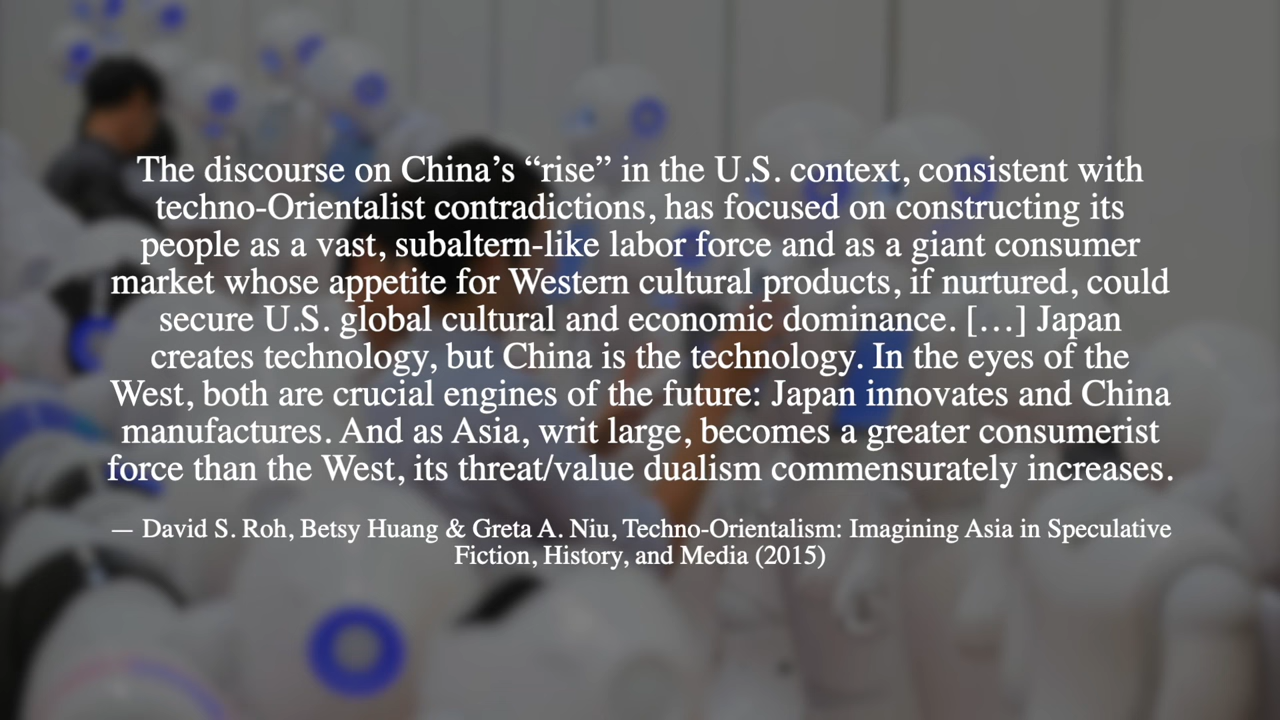 The discourse on China’s “rise” in the U.S. context, consistent with
techno-Orientalist contradictions, has focused on constructing its
people as a vast, subaltern-like labor force and as a giant consumer
market whose appetite for Western cultural products, if nurtured, could
secure U.S. global cultural and economic dominance. […] Japan
creates technology, but China is the technology. In the eyes of the
West, both are crucial engines of the future: Japan innovates and China
manufactures. And as Asia, writ large, becomes a greater consumerist
force than the West, its threat/value dualism commensurately increases.
— David S. Roh, Betsy Huang & Greta A. Niu, Techno-Orientalism: Imagining Asia in Speculative
Fiction, History, and Media (2015)